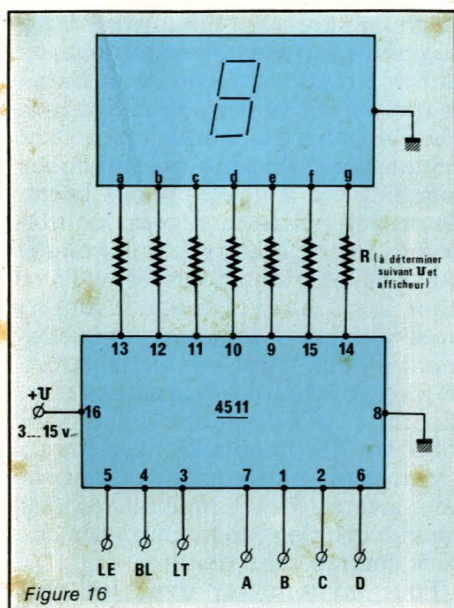 a b c d e f g
R (à déterminer
suivant U et
afficheur)
13 12 11 10 9 15 14
+U
3...15 v
16
4511
8
5 4 3 7 1 2 6
LE BL LT A B C D
Figure 16